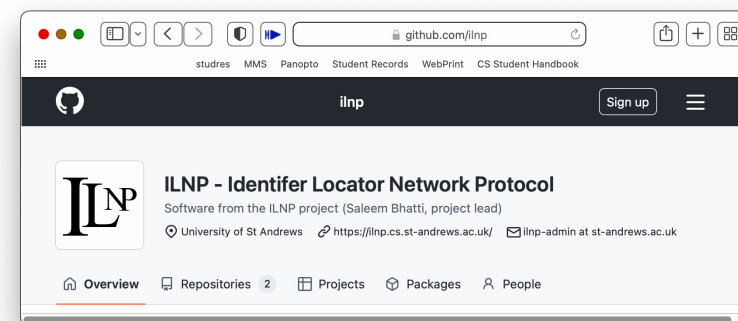 github.com/ilnp
studres MMS Panopto Student Records WebPrint CS Student Handbook
ilnp Sign up
ILNP
ILNP - Identifer Locator Network Protocol
Software from the ILNP project (Saleem Bhatti, project lead)
University of St Andrews https://ilnp.cs.st-andrews.ac.uk/ ilnp-admin at st-andrews.ac.uk
Overview Repositories 2 Projects Packages People